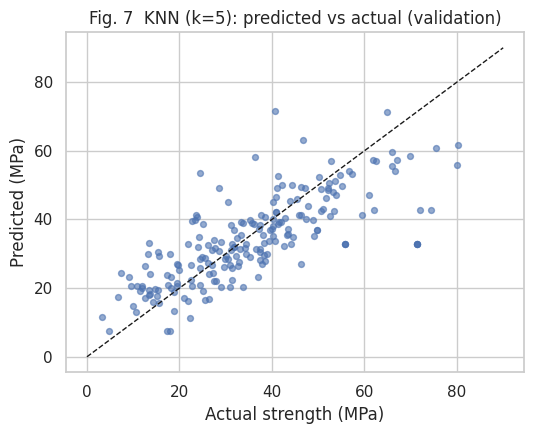 Fig. 7  KNN (k=5): predicted vs actual (validation)
Predicted (MPa)
80
60
40
20
0
0 20 40 60 80
Actual strength (MPa)